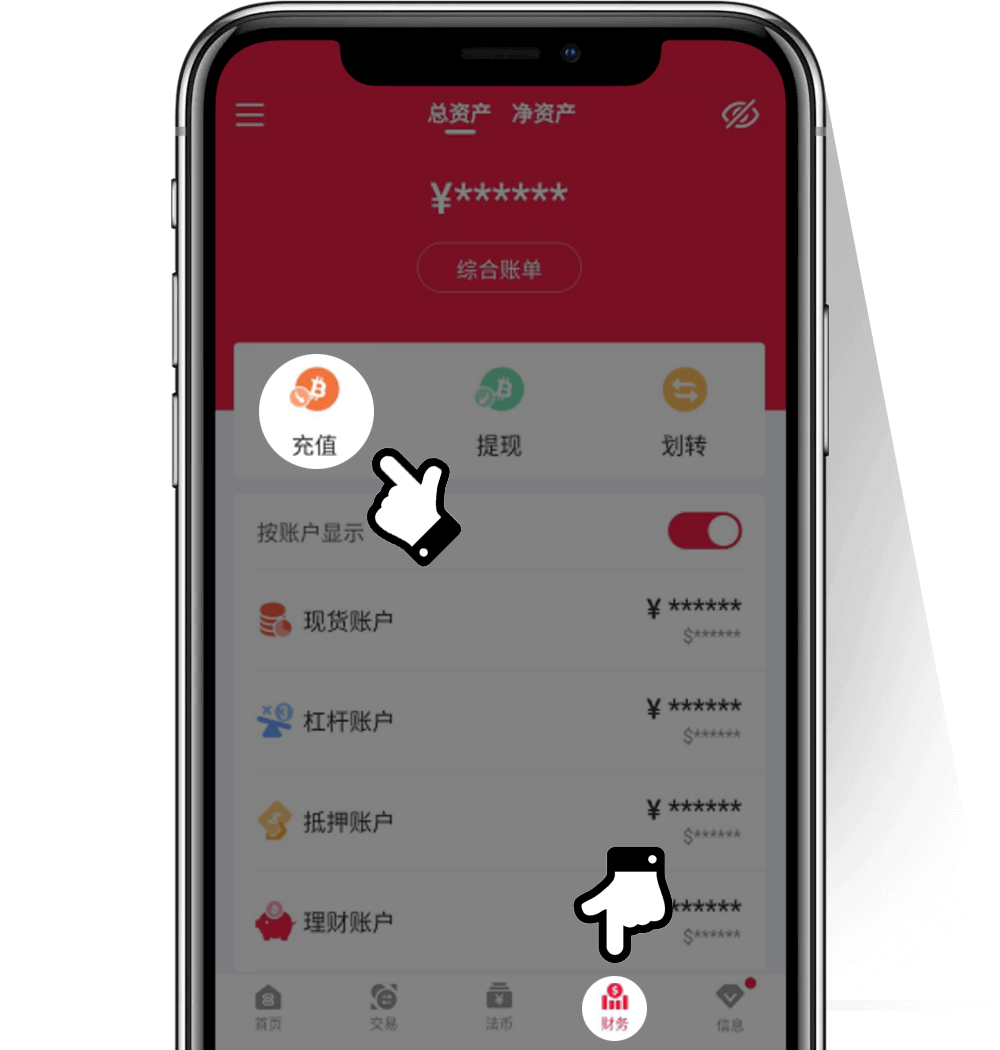 总资产 净资产
¥******
综合账单
充值 提现 划转
按账户显示
现货账户 ¥ ******
$******
杠杆账户 ¥ ******
$******
抵押账户 ¥ ******
$******
理财账户 ******
$******
首页 交易 法币 财务 信息